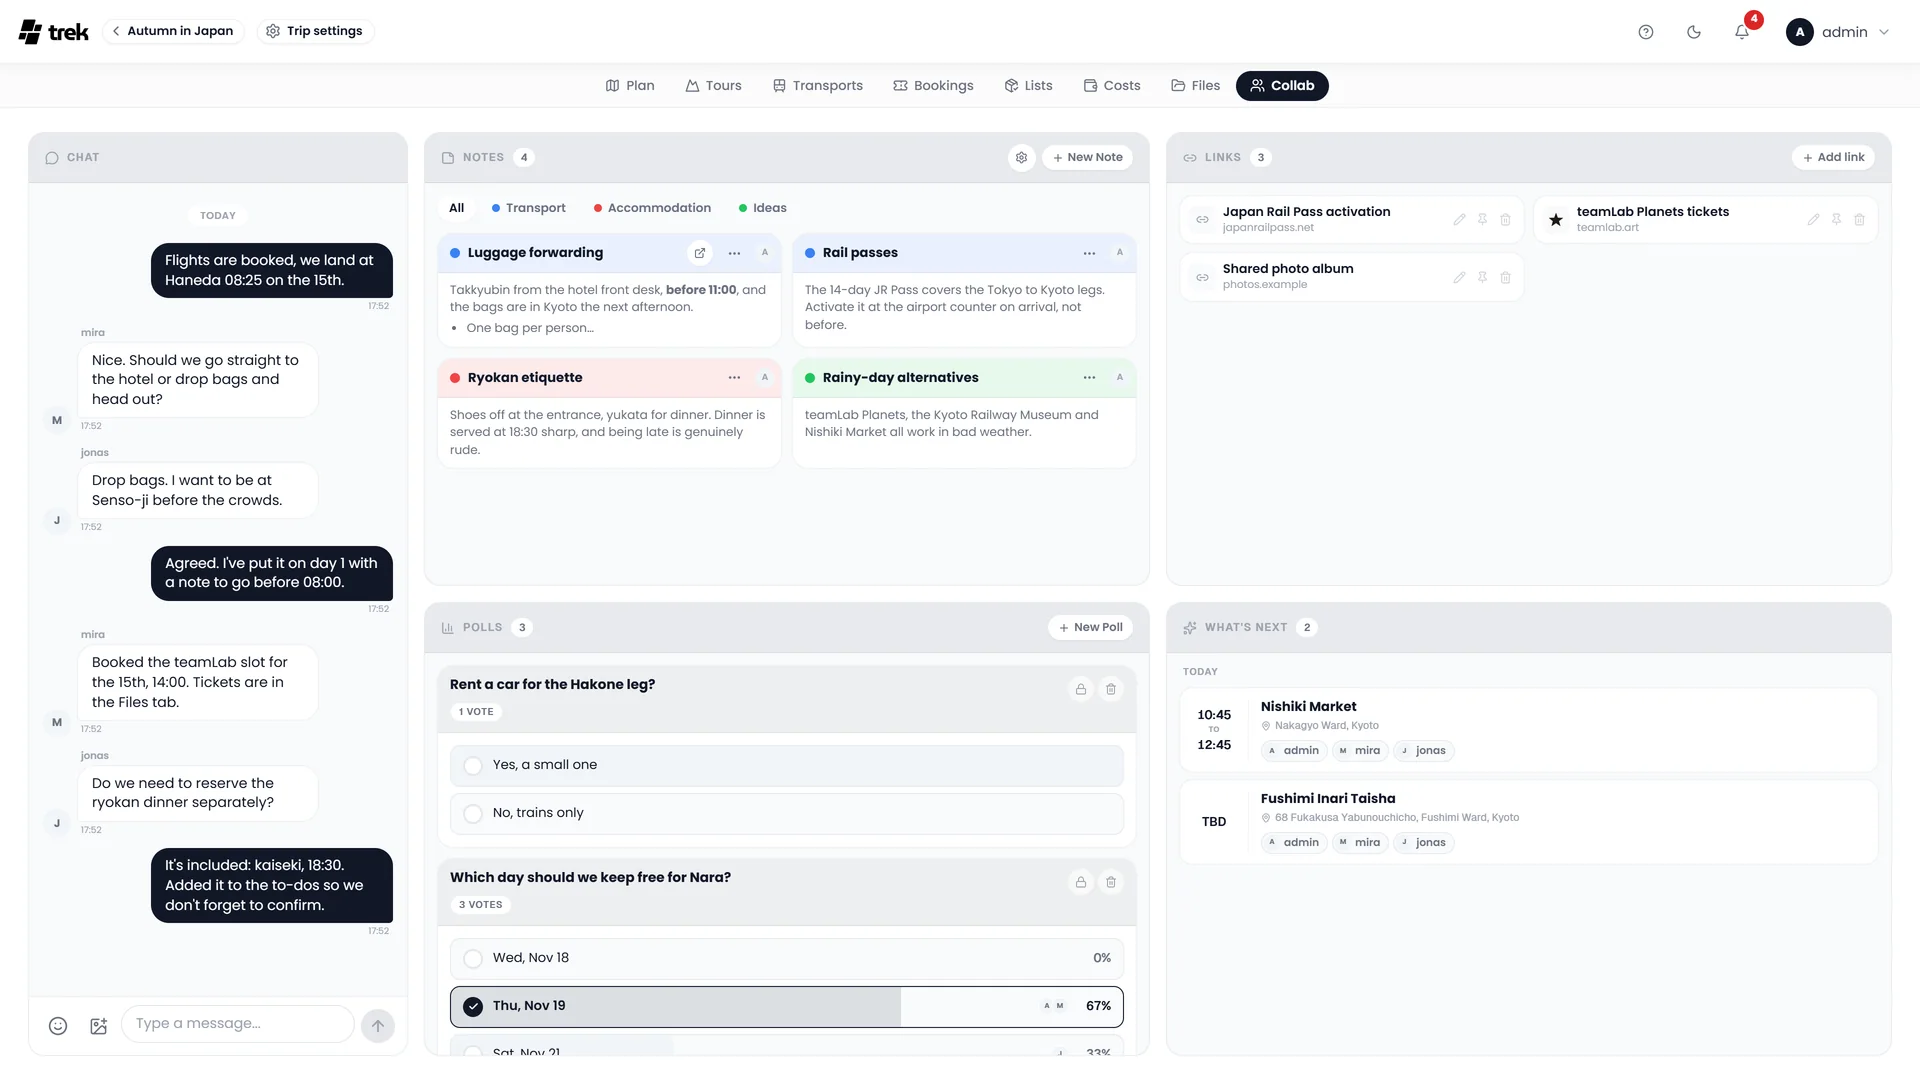 trek
Autumn in Japan
Trip settings
4
A
admin
Plan
Tours
Transports
Bookings
Lists
Costs
Files
Collab
CHAT
TODAY
Flights are booked, we land at
Haneda 08:25 on the 15th.
17:52
mira
Nice. Should we go straight to
the hotel or drop bags and
head out?
M
17:52
jonas
Drop bags. I want to be at
Senso-ji before the crowds.
J
17:52
Agreed. I've put it on day 1 with
a note to go before 08:00.
17:52
mira
Booked the teamLab slot for
the 15th, 14:00. Tickets are in
the Files tab.
M
17:52
jonas
Do we need to reserve the
ryokan dinner separately?
J
17:52
It's included: kaiseki, 18:30.
Added it to the to-dos so we
don't forget to confirm.
17:52
Type a message...
NOTES 4
+ New Note
All
Transport
Accommodation
Ideas
Luggage forwarding
A
Takkyubin from the hotel front desk, before 11:00, and
the bags are in Kyoto the next afternoon.
• One bag per person…
Rail passes
A
The 14-day JR Pass covers the Tokyo to Kyoto legs.
Activate it at the airport counter on arrival, not
before.
Ryokan etiquette
A
Shoes off at the entrance, yukata for dinner. Dinner is
served at 18:30 sharp, and being late is genuinely
rude.
Rainy-day alternatives
A
teamLab Planets, the Kyoto Railway Museum and
Nishiki Market all work in bad weather.
LINKS 3
+ Add link
Japan Rail Pass activation
japanrailpass.net
teamLab Planets tickets
teamlab.art
Shared photo album
photos.example
POLLS 3
+ New Poll
Rent a car for the Hakone leg?
1 VOTE
Yes, a small one
No, trains only
Which day should we keep free for Nara?
3 VOTES
Wed, Nov 18
0%
Thu, Nov 19
A M
67%
Sat, Nov 21
J
33%
WHAT'S NEXT 2
TODAY
10:45
TO
12:45
Nishiki Market
Nakagyo Ward, Kyoto
A admin
M mira
J jonas
TBD
Fushimi Inari Taisha
68 Fukakusa Yabunouchicho, Fushimi Ward, Kyoto
A admin
M mira
J jonas